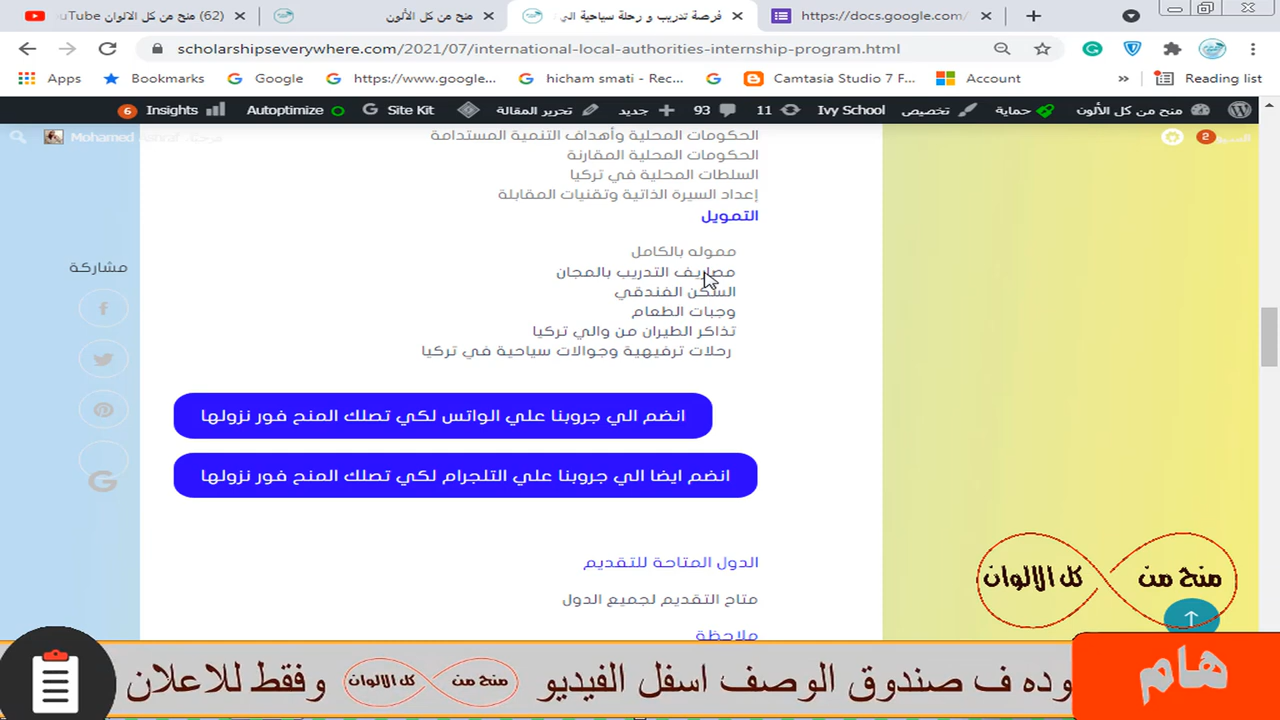 (62) منح من كل الالوان
uTube
منح من كل الألون
فرصة تدريب و رحلة سياحية الي
https://docs.google.com/
scholarshipseverywhere.com/2021/07/international-local-authorities-internship-program.html
Apps
Bookmarks
Google
https://www.google...
hicham smati - Rec...
Camtasia Studio 7 F...
Account
»
Reading list
6
Insights
Autoptimize
Site Kit
تحرير المقالة
جديد
93
11
Ivy School
تخصيص
حماية
منح من كل الألون
Mohamed
2
الحكومات المحلية وأهداف التنمية المستدامة
الحكومات المحلية المقارنة
السلطات المحلية في تركيا
إعداد السيرة الذاتية وتقنيات المقابلة
التمويل
مموله بالكامل
مصاريف التدريب بالمجان
السكن الفندقي
وجبات الطعام
تذاكر الطيران من والي تركيا
رحلات ترفيهية وجوالات سياحية في تركيا
مشاركة
انضم الي جروبنا علي الواتس لكي تصلك المنح فور نزولها
انضم ايضا الي جروبنا علي التلجرام لكي تصلك المنح فور نزولها
الدول المتاحة للتقديم
متاح التقديم لجميع الدول
ملاحظة
منح من كل الالوان
هام
وده ف صندوق الوصف اسفل الفيديو
منح من كل الالوان
وفقط للاعلان